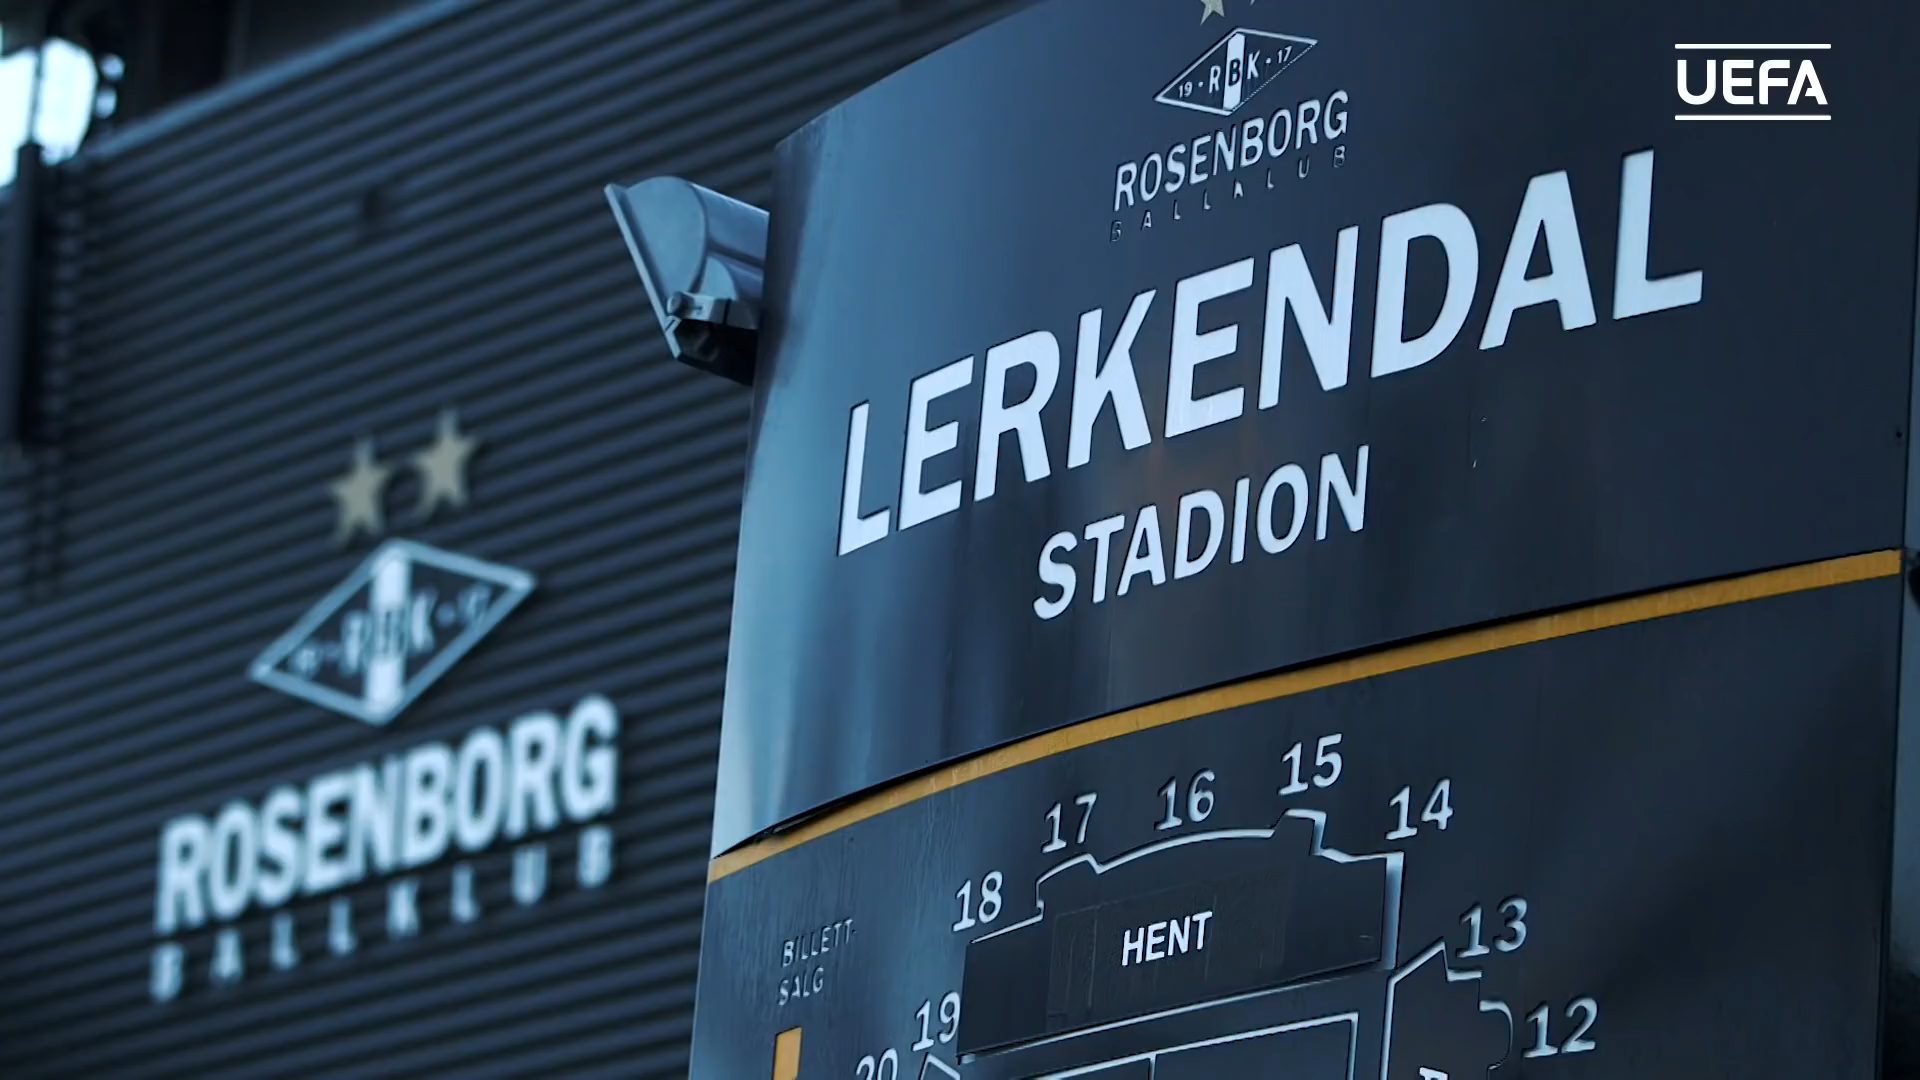 UEFA
19 · RBK · 17
ROSENBORG
BALLKLUB
LERKENDAL
STADION
RBK
ROSENBORG
BALLKLUB
15
16
17
14
18
HENT
13
BILLETT-
SALG
19
12
20